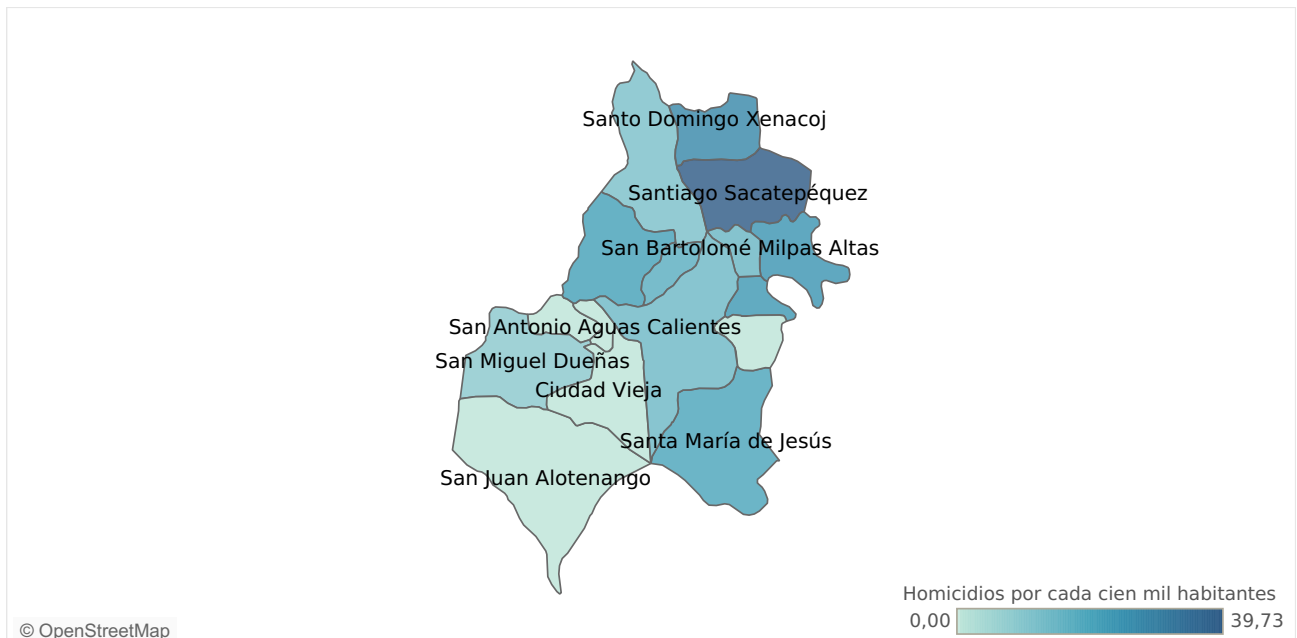 Santo Domingo Xenacoj
Santiago Sacatepéquez
San Bartolomé Milpas Altas
San Antonio Aguas Calientes
San Miguel Dueñas
Ciudad Vieja
Santa María de Jesús
San Juan Alotenango
Homicidios por cada cien mil habitantes
0,00 39,73
© OpenStreetMap